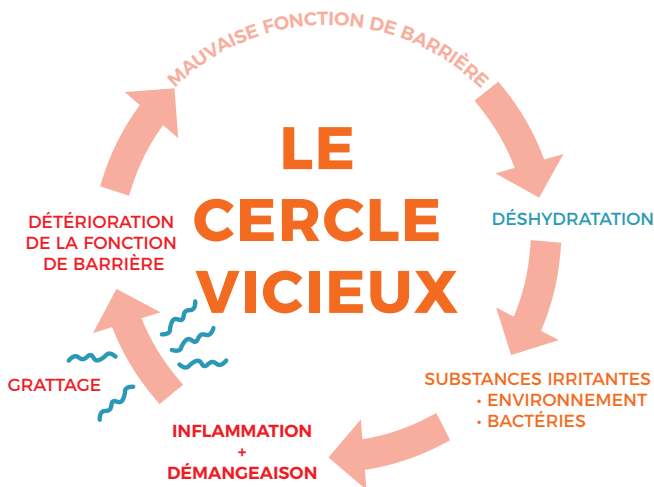 MAUVAISE FONCTION DE BARRIÈRE
LE
CERCLE
VICIEUX
DÉSHYDRATATION
SUBSTANCES IRRITANTES
• ENVIRONNEMENT
• BACTÉRIES
INFLAMMATION
+
DÉMANGEAISON
GRATTAGE
DÉTÉRIORATION
DE LA FONCTION
DE BARRIÈRE